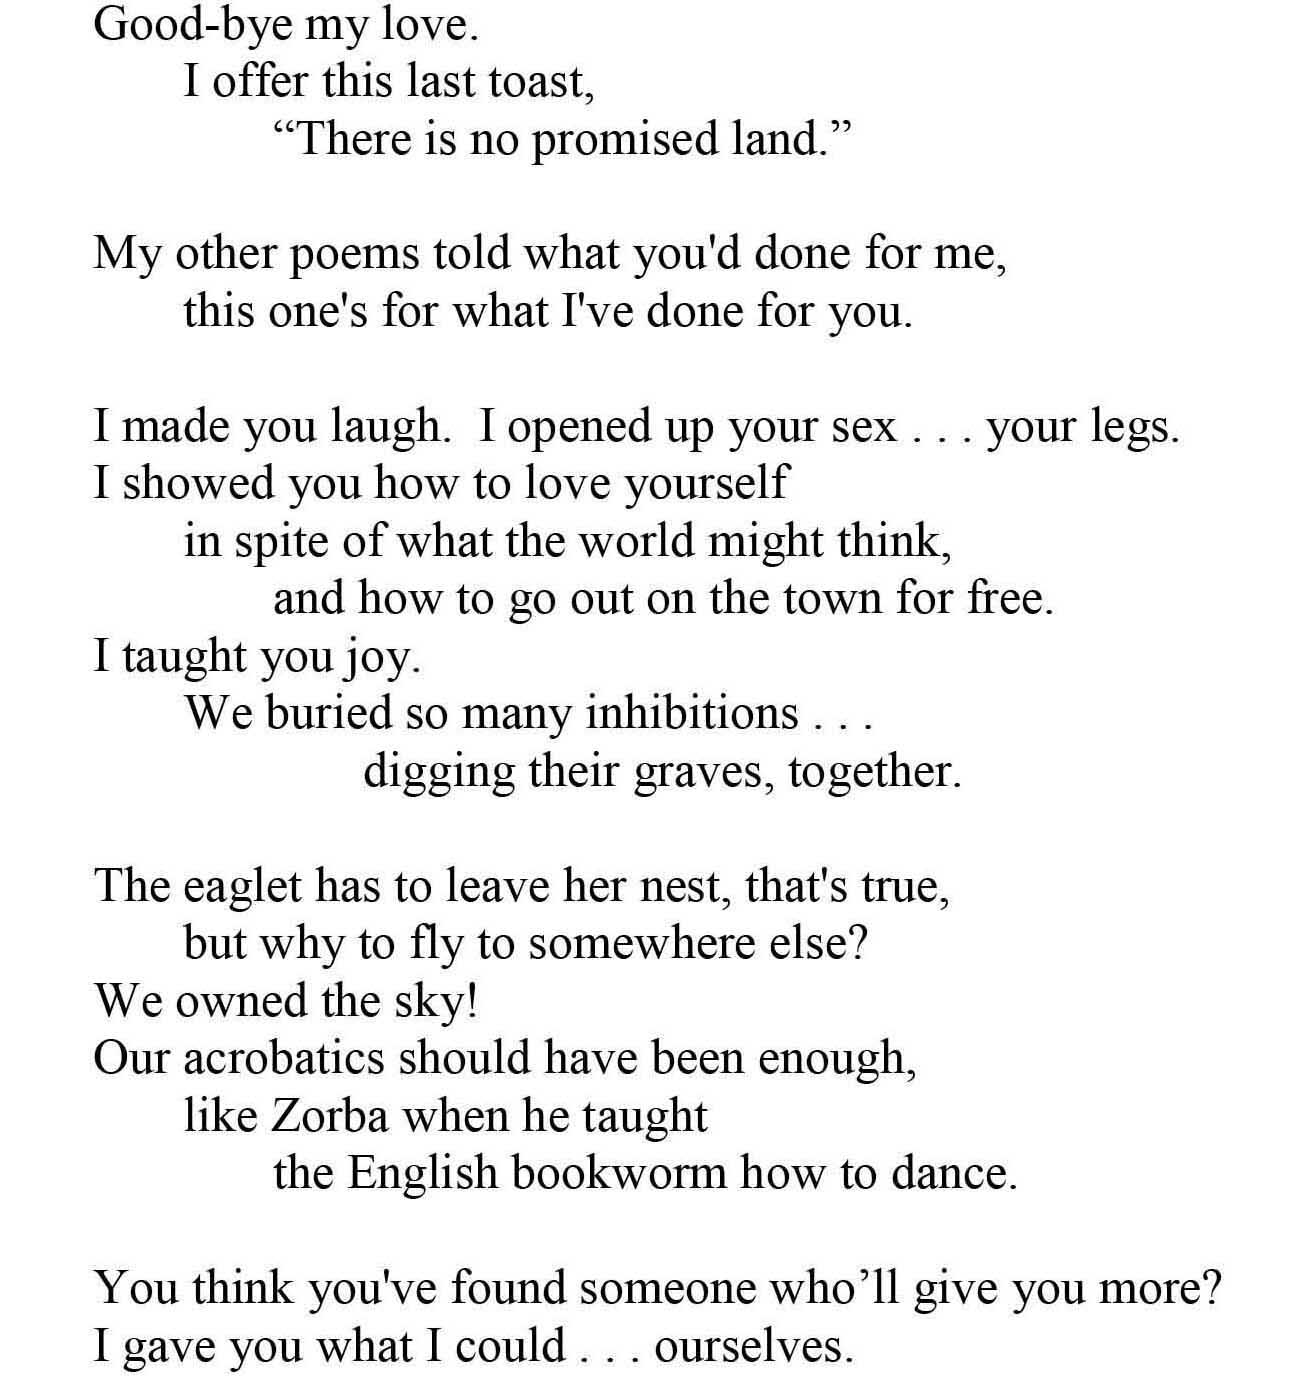 Good-bye my love.
I offer this last toast,
“There is no promised land.”
My other poems told what you'd done for me,
this one's for what I've done for you.
I made you laugh.  I opened up your sex . . . your legs.
I showed you how to love yourself
in spite of what the world might think,
and how to go out on the town for free.
I taught you joy.
We buried so many inhibitions . . .
digging their graves, together.
The eaglet has to leave her nest, that's true,
but why to fly to somewhere else?
We owned the sky!
Our acrobatics should have been enough,
like Zorba when he taught
the English bookworm how to dance.
You think you've found someone who’ll give you more?
I gave you what I could . . . ourselves.